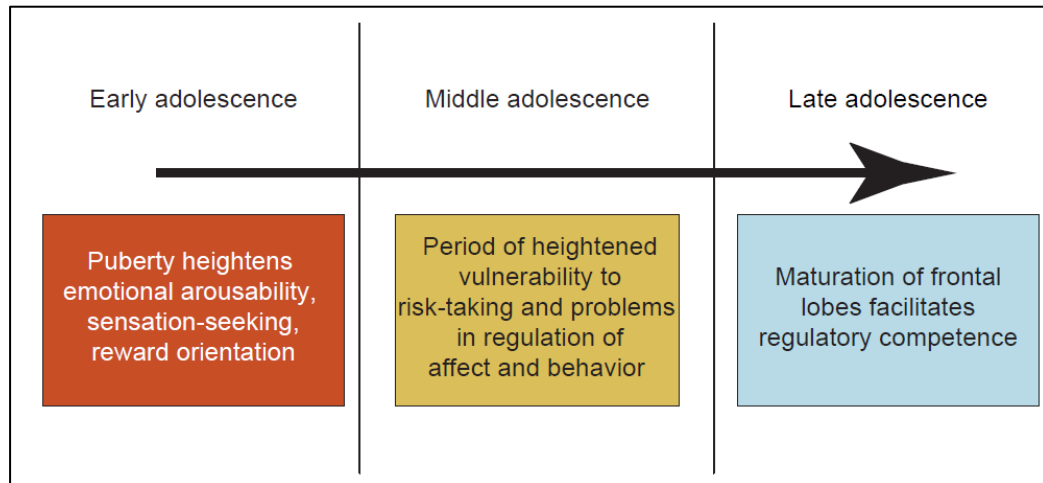 Early adolescence
Middle adolescence
Late adolescence
Puberty heightens
emotional arousability,
sensation-seeking,
reward orientation
Period of heightened
vulnerability to
risk-taking and problems
in regulation of
affect and behavior
Maturation of frontal
lobes facilitates
regulatory competence